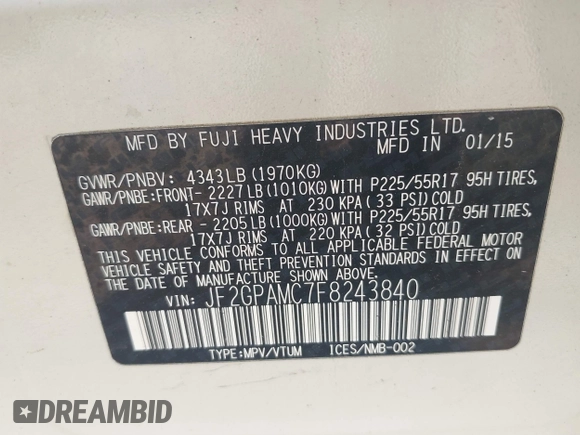 MFD BY FUJI HEAVY INDUSTRIES LTD.
MFD IN 01/15
GVWR/PNBV: 4343LB(1970KG)
GAWR/PNBE:FRONT- 2227LB(1010KG)WITH P225/55R17 95H TIRES,
17X7J RIMS AT 230 KPA(33 PSI)COLD
GAWR/PNBE:REAR - 2205LB(1000KG)WITH P225/55R17 95H TIRES,
17X7J RIMS AT 220 KPA(32 PSI)COLD
THIS VEHICLE CONFORMS TO ALL APPLICABLE FEDERAL MOTOR
VEHICLE SAFETY AND THEFT PREVENTION STANDARDS IN EFFECT ON
THE DATE OF MANUFACTURE SHOWN ABOVE.
VIN: JF2GPAMC7F8243840
TYPE:MPV/VTUM ICES/NMB-002
DREAMBID